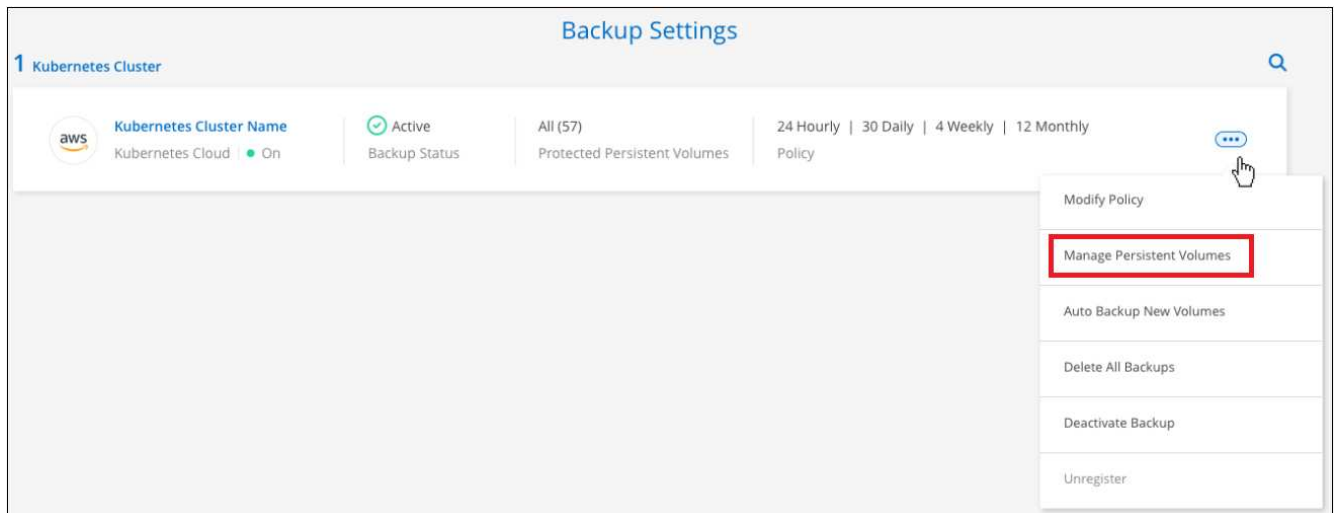 Backup Settings
1 Kubernetes Cluster
aws
Kubernetes Cluster Name
Kubernetes Cloud
On
Active
Backup Status
All (57)
Protected Persistent Volumes
24 Hourly | 30 Daily | 4 Weekly | 12 Monthly
Policy
Modify Policy
Manage Persistent Volumes
Auto Backup New Volumes
Delete All Backups
Deactivate Backup
Unregister